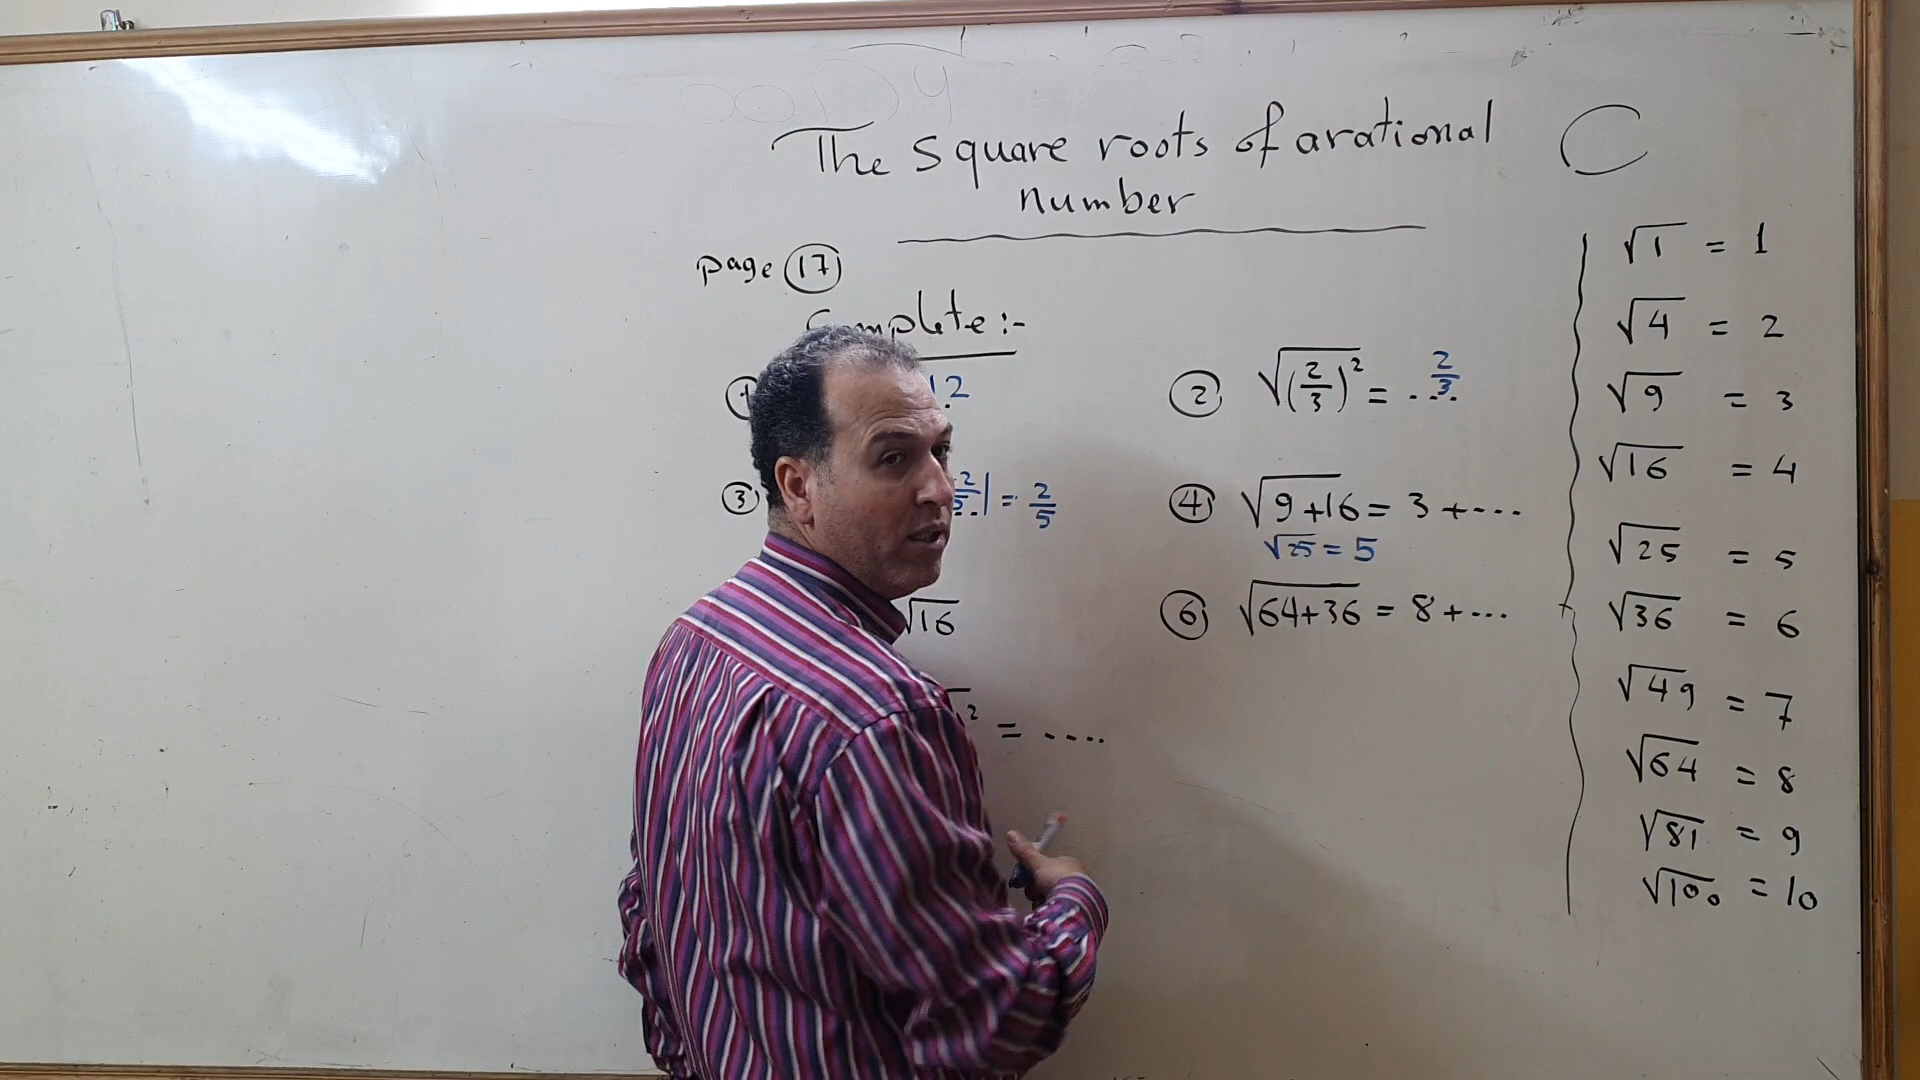 The square roots of a rational
number
C
page 17
Complete :-
12
② √(2/3)² = .... 2/3
③ 2/5| = 2/5
④ √9+16 = 3 + ....
√25 = 5
√16
⑥ √64+36 = 8 + ....
² = ....
√1 = 1
√4 = 2
√9 = 3
√16 = 4
√25 = 5
√36 = 6
√49 = 7
√64 = 8
√81 = 9
√100 = 10